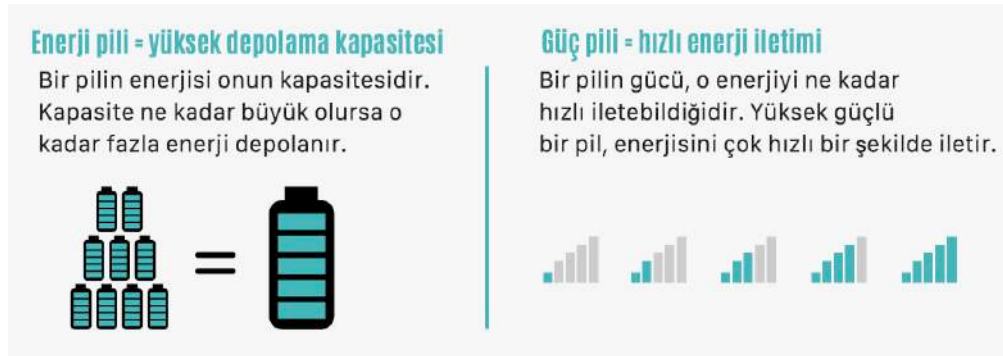 Enerji pili = yüksek depolama kapasitesi
Bir pilin enerjisi onun kapasitesidir.
Kapasite ne kadar büyük olursa o
kadar fazla enerji depolanır.
Güç pili = hızlı enerji iletimi
Bir pilin gücü, o enerjiyi ne kadar
hızlı iletebildiğidir. Yüksek güçlü
bir pil, enerjisini çok hızlı bir şekilde iletir.